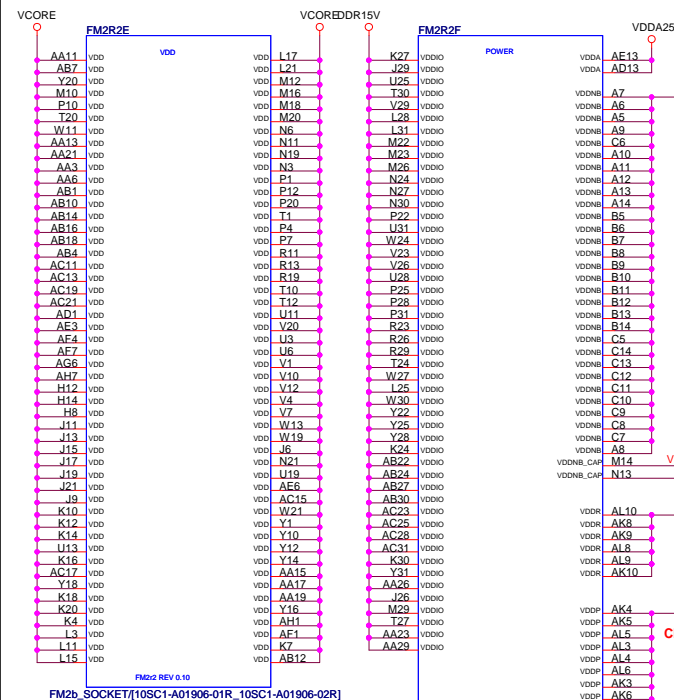 VCORE VCORE DDR15V VDDA25
FM2R2E FM2R2F
VDD POWER
AA11 VDD VDD L17 K27 VDDIO VDDA AE13
AB7 VDD VDD L21 J29 VDDIO VDDA AD13
Y20 VDD VDD M12 U25 VDDIO
M10 VDD VDD M16 T30 VDDIO VDDNB A7
P10 VDD VDD M18 V29 VDDIO VDDNB A6
T20 VDD VDD M20 L28 VDDIO VDDNB A5
W11 VDD VDD N6 L31 VDDIO VDDNB A9
AA13 VDD VDD N11 M22 VDDIO VDDNB C6
AA21 VDD VDD N19 M23 VDDIO VDDNB A10
AA3 VDD VDD N3 M26 VDDIO VDDNB A11
AA6 VDD VDD P1 N24 VDDIO VDDNB A12
AB1 VDD VDD P12 N27 VDDIO VDDNB A13
AB10 VDD VDD P20 N30 VDDIO VDDNB A14
AB14 VDD VDD T1 P22 VDDIO VDDNB B5
AB16 VDD VDD P4 U31 VDDIO VDDNB B6
AB18 VDD VDD P7 W24 VDDIO VDDNB B7
AB4 VDD VDD R11 V23 VDDIO VDDNB B8
AC11 VDD VDD R13 V26 VDDIO VDDNB B9
AC13 VDD VDD R19 U28 VDDIO VDDNB B10
AC19 VDD VDD T10 P25 VDDIO VDDNB B11
AC21 VDD VDD T12 P28 VDDIO VDDNB B12
AD1 VDD VDD U11 P31 VDDIO VDDNB B13
AE3 VDD VDD V20 R23 VDDIO VDDNB B14
AF4 VDD VDD U3 R26 VDDIO VDDNB C5
AF7 VDD VDD U6 R29 VDDIO VDDNB C14
AG6 VDD VDD V1 T24 VDDIO VDDNB C13
AH7 VDD VDD V10 W27 VDDIO VDDNB C12
H12 VDD VDD V12 L25 VDDIO VDDNB C11
H14 VDD VDD V4 W30 VDDIO VDDNB C10
H8 VDD VDD V7 Y22 VDDIO VDDNB C9
J11 VDD VDD W13 Y25 VDDIO VDDNB C8
J13 VDD VDD W19 Y28 VDDIO VDDNB C7
J15 VDD VDD J6 K24 VDDIO VDDNB A8
J17 VDD VDD N21 AB22 VDDIO VDDNB_CAP M14
J19 VDD VDD U19 AB24 VDDIO VDDNB_CAP N13
J21 VDD VDD AE6 AB27 VDDIO
J9 VDD VDD AC15 AB30 VDDIO
K10 VDD VDD W21 AC23 VDDIO VDDR AL10
K12 VDD VDD Y1 AC25 VDDIO VDDR AK8
K14 VDD VDD Y10 AC28 VDDIO VDDR AK9
U13 VDD VDD Y12 AC31 VDDIO VDDR AL8
K16 VDD VDD Y14 K30 VDDIO VDDR AL9
AC17 VDD VDD AA15 Y31 VDDIO VDDR AK10
Y18 VDD VDD AA17 AA26 VDDIO
K18 VDD VDD AA19 J26 VDDIO
K20 VDD VDD Y16 M29 VDDIO VDDP AK4
K4 VDD VDD AH1 T27 VDDIO VDDP AK5
L3 VDD VDD AF1 AA23 VDDIO VDDP AL5
L11 VDD VDD K7 AA29 VDDIO VDDP AL3
L15 VDD VDD AB12 VDDP AL4
VDDP AL6
FM2r2 REV 0.10 VDDP AK3
FM2b_SOCKET/[10SC1-A01906-01R_10SC1-A01906-02R] VDDP AK6